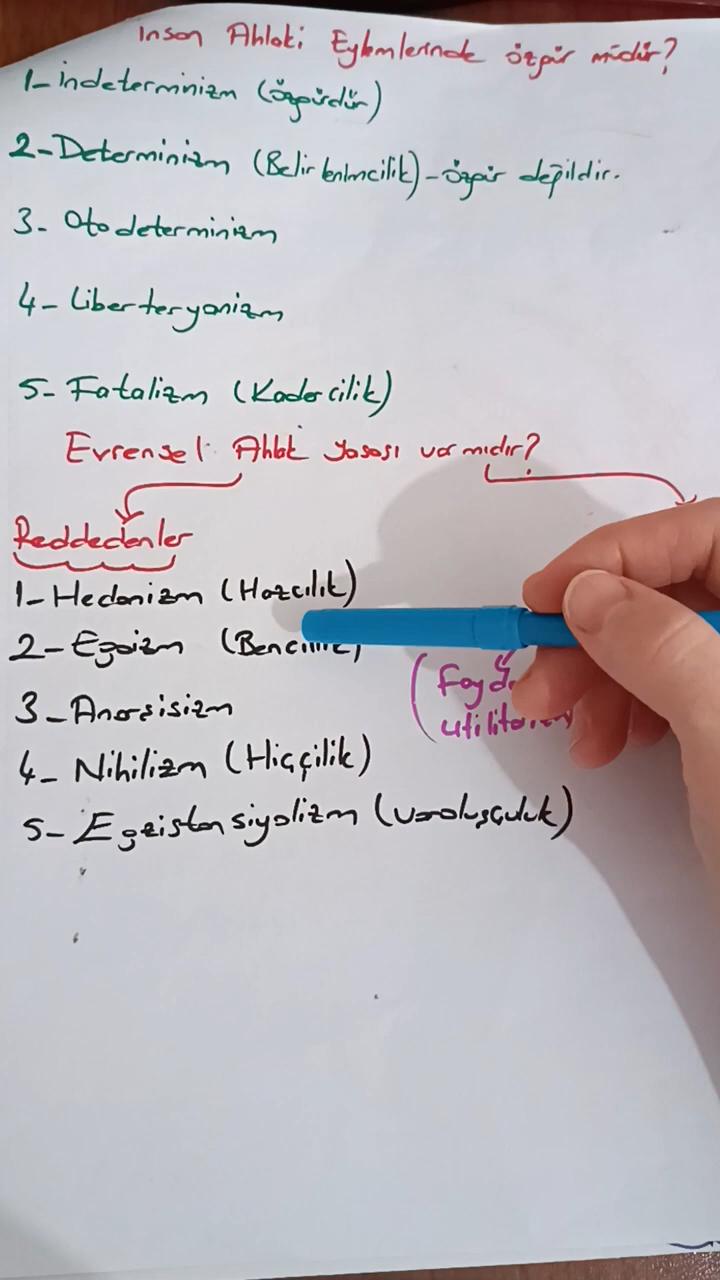 İnsan Ahlaki Eylemlerinde özgür müdür?
1- İndeterminizm (özgürdür)
2- Determinizm (Belirlenimcilik) - özgür değildir.
3- Otodeterminizm
4- Liberteryanizm
5- Fatalizm (Kadercilik)
Evrensel Ahlak Yasası var mıdır?
Reddedenler
1- Hedonizm (Hazcılık)
2- Egoizm (Bencillik)
3- Anarşisizm
4- Nihilizm (Hiççilik)
5- Egzistansiyalizm (Varoluşçuluk)